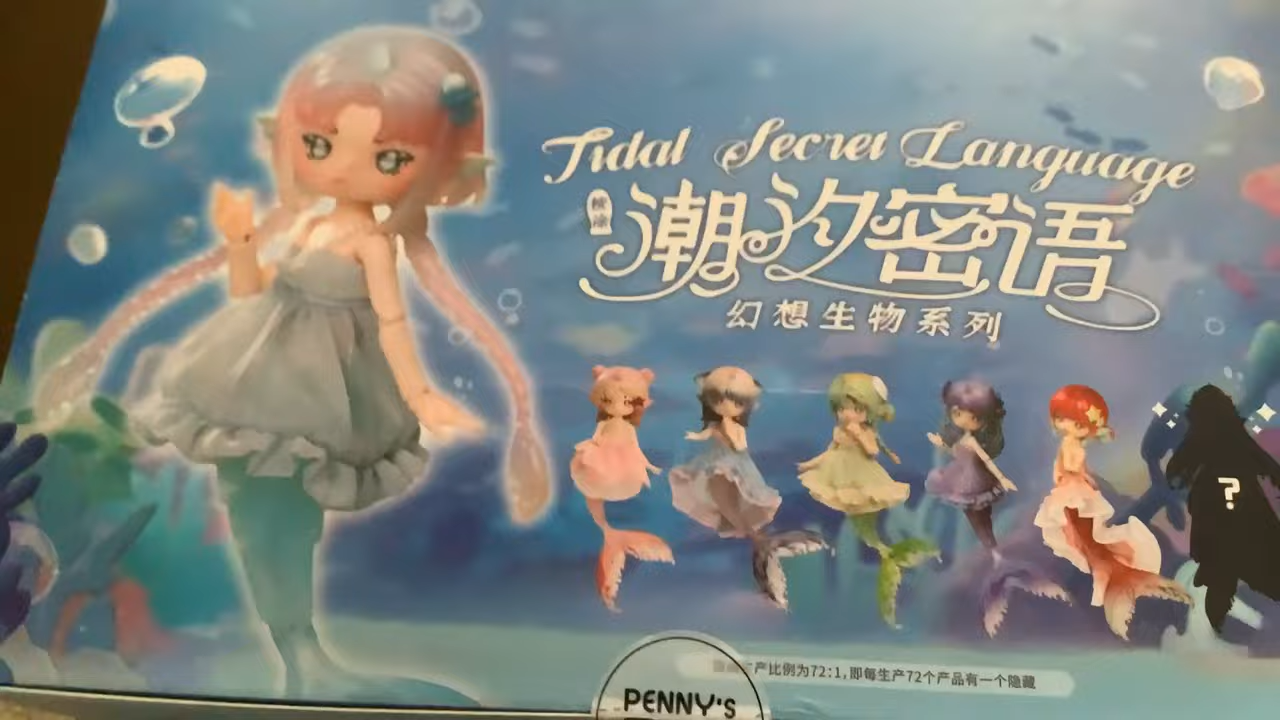 Tidal Secret Language
潮汐密语
幻想生物系列
?
产比例为72:1,即每生产72个产品有一个隐藏
PENNY's